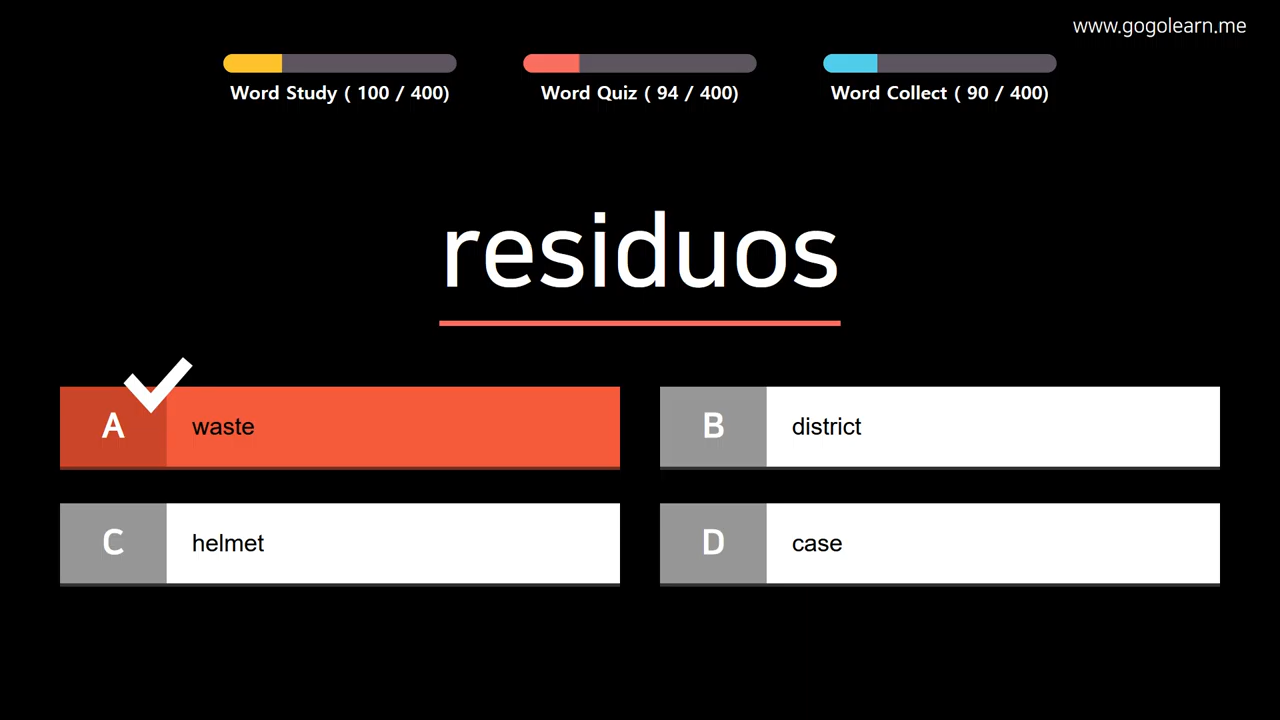 www.gogolearn.me
Word Study ( 100 / 400)
Word Quiz ( 94 / 400)
Word Collect ( 90 / 400)
residuos
A waste
B district
C helmet
D case